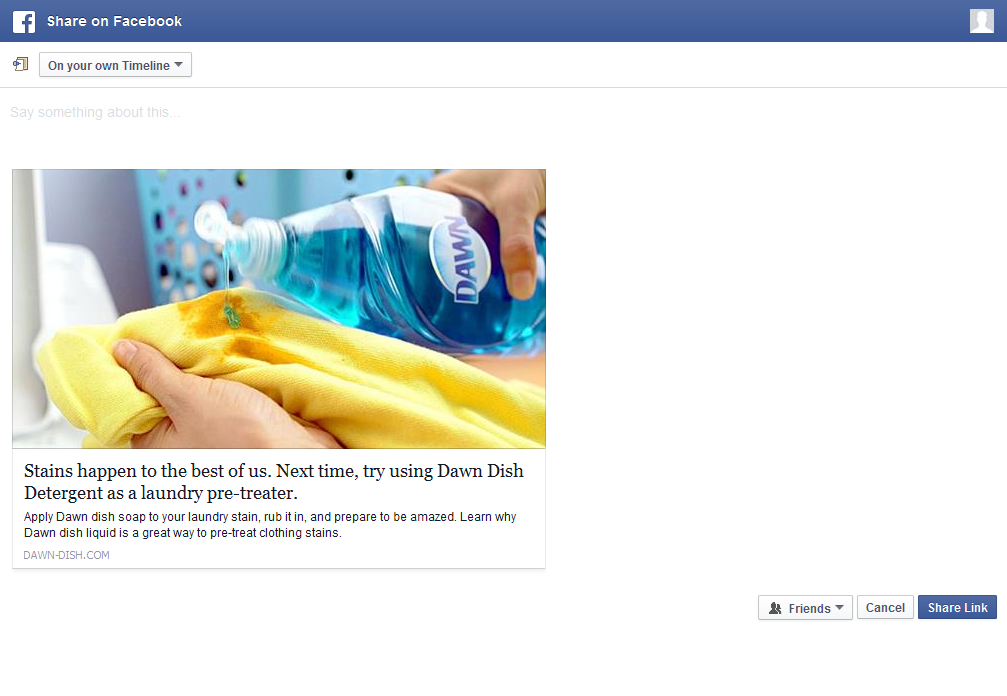 Share on Facebook
On your own Timeline
Say something about this...
DAWN
Stains happen to the best of us. Next time, try using Dawn Dish
Detergent as a laundry pre-treater.
Apply Dawn dish soap to your laundry stain, rub it in, and prepare to be amazed. Learn why
Dawn dish liquid is a great way to pre-treat clothing stains.
DAWN-DISH.COM
Friends
Cancel
Share Link